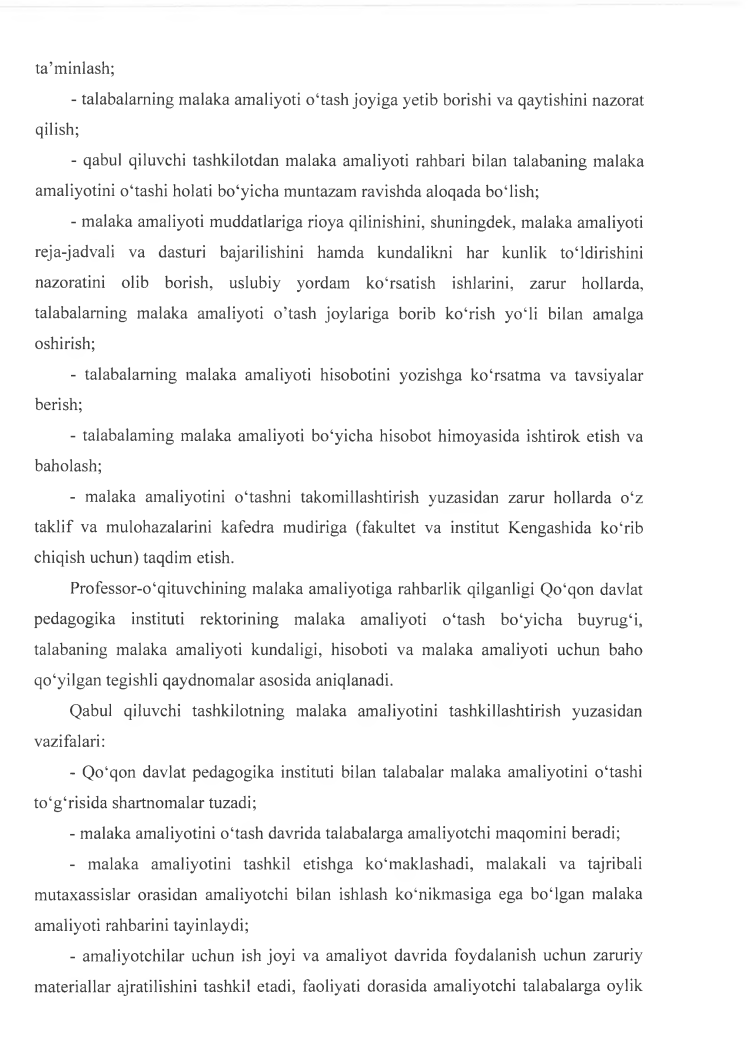 ta’minlash;
- talabalarning malaka amaliyoti o‘tash joyiga yetib borishi va qaytishini nazorat
qilish;
- qabul qiluvchi tashkilotdan malaka amaliyoti rahbari bilan talabaning malaka
amaliyotini o‘tashi holati bo‘yicha muntazam ravishda aloqada bo‘lish;
- malaka amaliyoti muddatlariga rioya qilinishini, shuningdek, malaka amaliyoti
reja-jadvali va dasturi bajarilishini hamda kundalikni har kunlik to‘ldirishini
nazoratini olib borish, uslubiy yordam ko‘rsatish ishlarini, zarur hollarda,
talabalarning malaka amaliyoti o’tash joylariga borib ko‘rish yo‘li bilan amalga
oshirish;
- talabalarning malaka amaliyoti hisobotini yozishga ko‘rsatma va tavsiyalar
berish;
- talabalaming malaka amaliyoti bo‘yicha hisobot himoyasida ishtirok etish va
baholash;
- malaka amaliyotini o‘tashni takomillashtirish yuzasidan zarur hollarda o‘z
taklif va mulohazalarini kafedra mudiriga (fakultet va institut Kengashida ko‘rib
chiqish uchun) taqdim etish.
Professor-o‘qituvchining malaka amaliyotiga rahbarlik qilganligi Qo‘qon davlat
pedagogika instituti rektorining malaka amaliyoti o‘tash bo‘yicha buyrug‘i,
talabaning malaka amaliyoti kundaligi, hisoboti va malaka amaliyoti uchun baho
qo‘yilgan tegishli qaydnomalar asosida aniqlanadi.
Qabul qiluvchi tashkilotning malaka amaliyotini tashkillashtirish yuzasidan
vazifalari:
- Qo‘qon davlat pedagogika instituti bilan talabalar malaka amaliyotini o‘tashi
to‘g‘risida shartnomalar tuzadi;
- malaka amaliyotini o‘tash davrida talabalarga amaliyotchi maqomini beradi;
- malaka amaliyotini tashkil etishga ko‘maklashadi, malakali va tajribali
mutaxassislar orasidan amaliyotchi bilan ishlash ko‘nikmasiga ega bo‘lgan malaka
amaliyoti rahbarini tayinlaydi;
- amaliyotchilar uchun ish joyi va amaliyot davrida foydalanish uchun zaruriy
materiallar ajratilishini tashkil etadi, faoliyati dorasida amaliyotchi talabalarga oylik